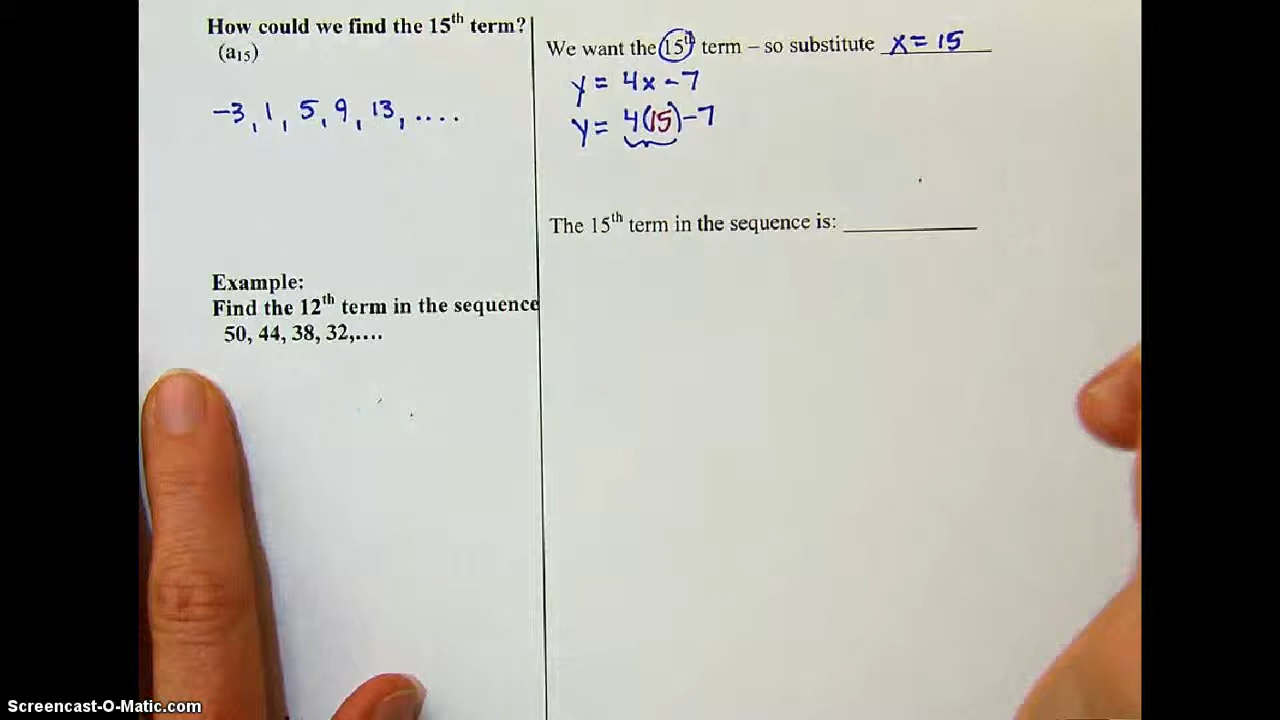 How could we find the 15th term?
(a15)
-3, 1, 5, 9, 13, ....
We want the 15th term – so substitute x = 15
y = 4x - 7
y = 4(15) - 7
The 15th term in the sequence is: __________
Example:
Find the 12th term in the sequence
50, 44, 38, 32,....
Screencast-O-Matic.com